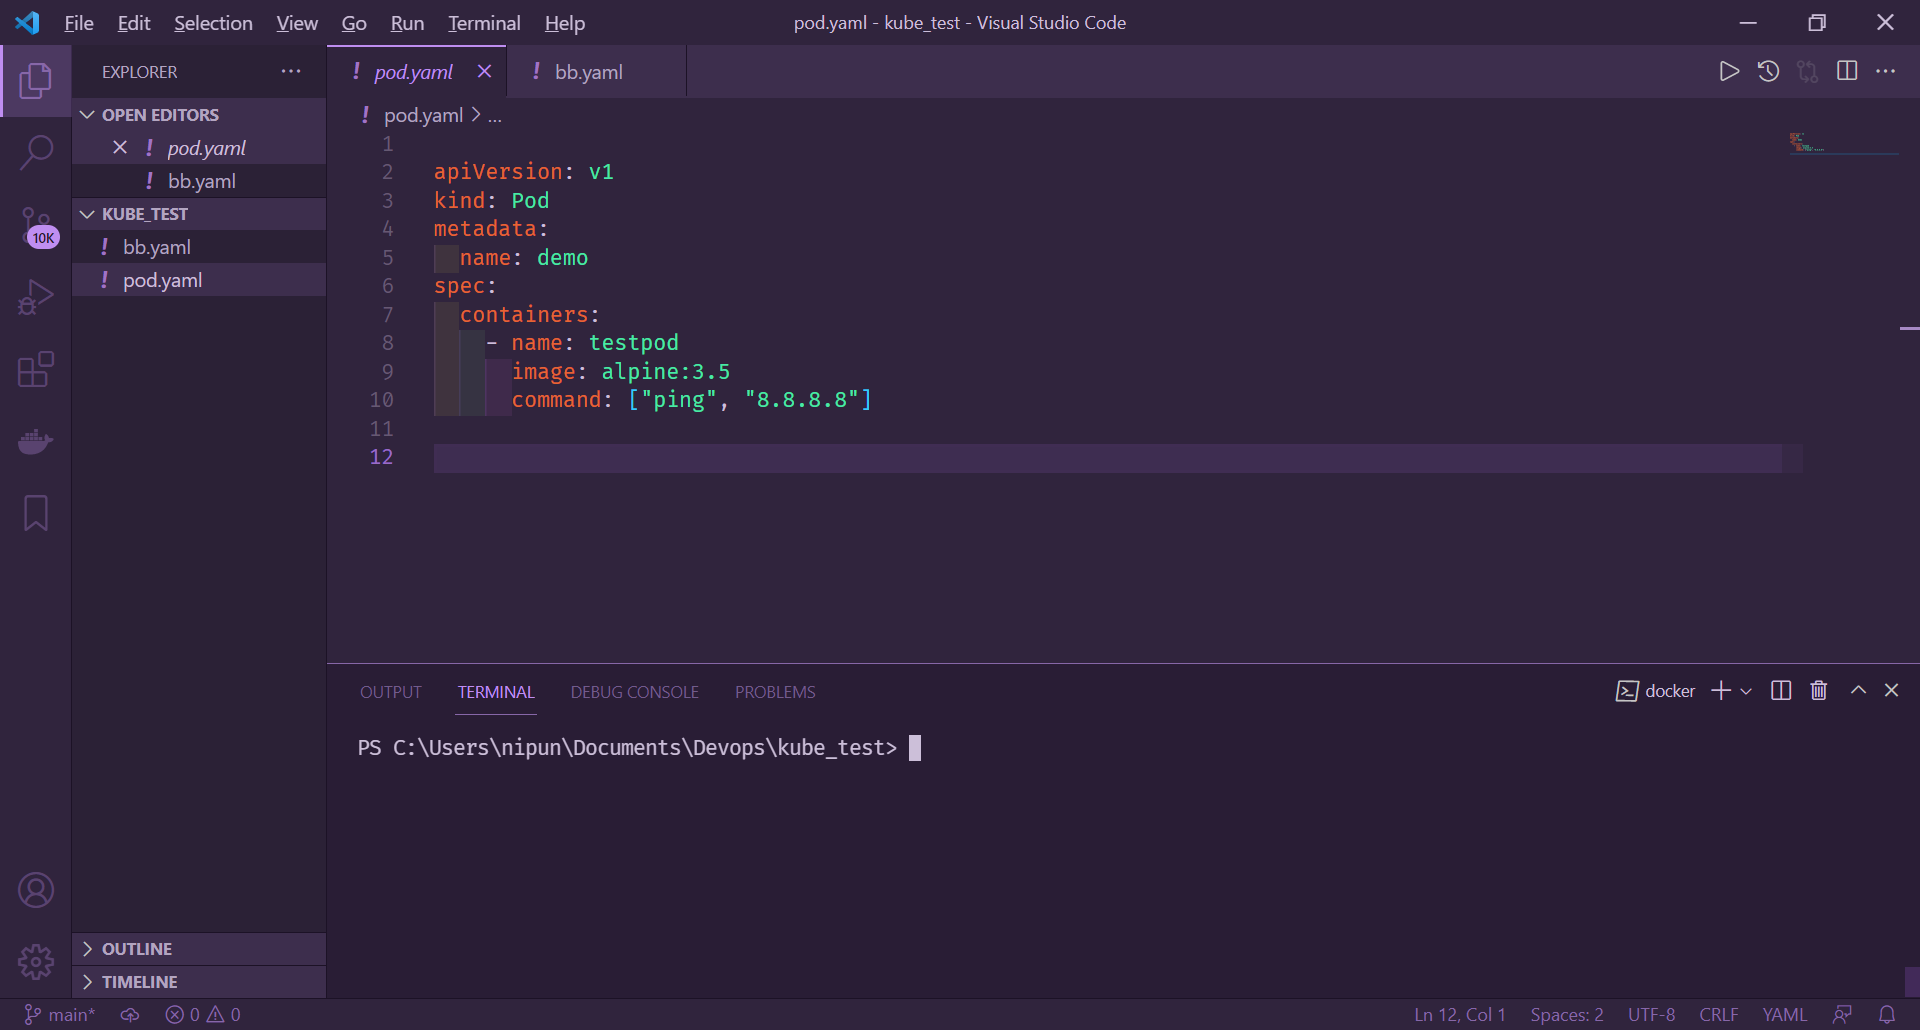 File Edit Selection View Go Run Terminal Help
pod.yaml - kube_test - Visual Studio Code
EXPLORER
OPEN EDITORS
! pod.yaml
! bb.yaml
KUBE_TEST
! bb.yaml
! pod.yaml
OUTLINE
TIMELINE
10K
! pod.yaml
! bb.yaml
! pod.yaml > ...
1
2 apiVersion: v1
3 kind: Pod
4 metadata:
5 name: demo
6 spec:
7 containers:
8 - name: testpod
9 image: alpine:3.5
10 command: ["ping", "8.8.8.8"]
11
12
OUTPUT TERMINAL DEBUG CONSOLE PROBLEMS
docker
PS C:\Users\nipun\Documents\Devops\kube_test>
main* 0 0
Ln 12, Col 1 Spaces: 2 UTF-8 CRLF YAML